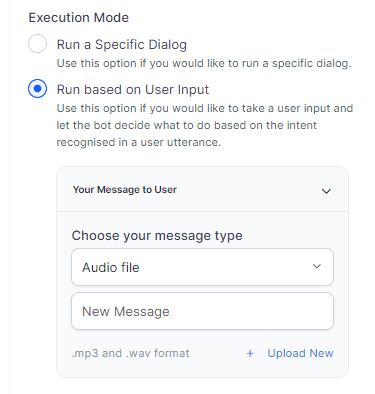 Execution Mode
Run a Specific Dialog
Use this option if you would like to run a specific dialog.
Run based on User Input
Use this option if you would like to take a user input and
let the bot decide what to do based on the intent
recognised in a user utterance.
Your Message to User
Choose your message type
Audio file
New Message
.mp3 and .wav format + Upload New